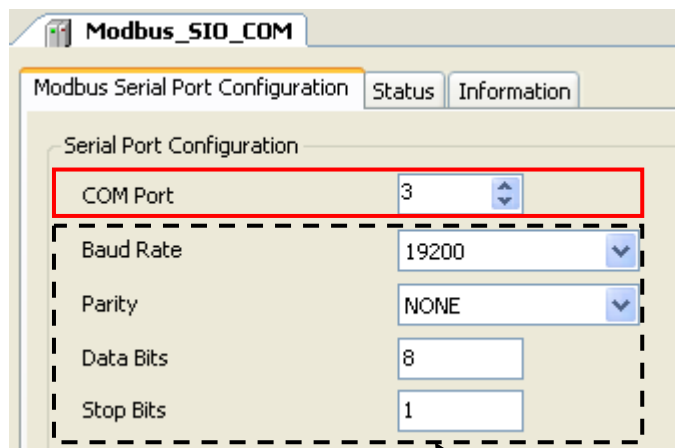 Modbus_SIO_COM
Modbus Serial Port Configuration Status Information
Serial Port Configuration
COM Port 3
Baud Rate 19200
Parity NONE
Data Bits 8
Stop Bits 1